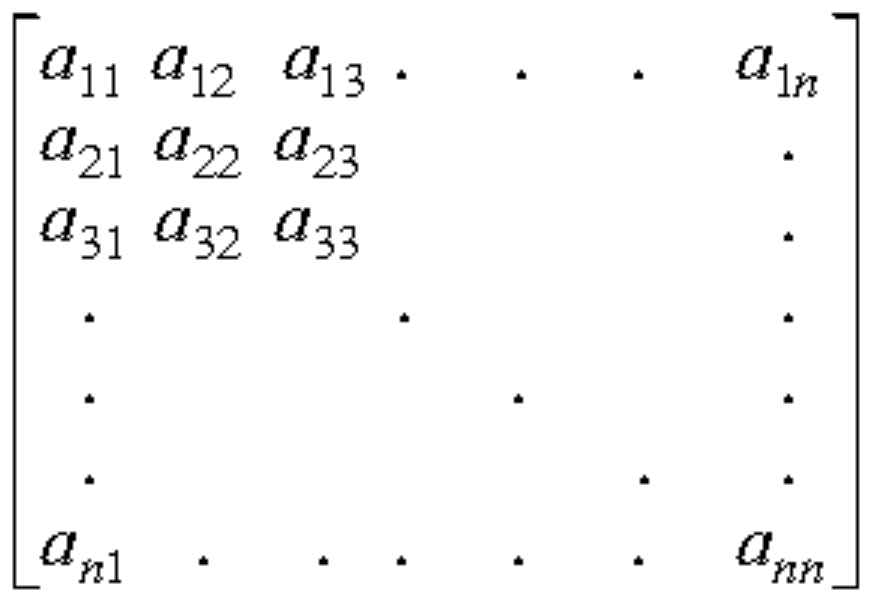 a₁₁ a₁₂ a₁₃ . . . a₁ₙ
a₂₁ a₂₂ a₂₃ .
a₃₁ a₃₂ a₃₃ .
. . .
. . .
. . .
aₙ₁ . . . . . aₙₙ